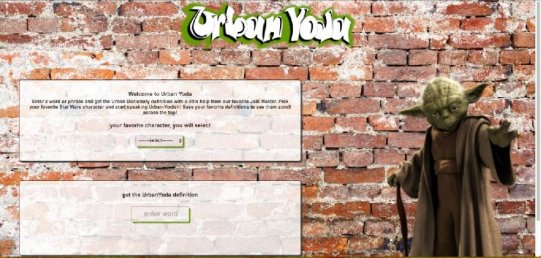 Urban Yoda
Welcome to Urban Yoda
Enter a word or phrase and get the Urban Dictionary definition with a little help from our favorite Jedi Master. Pick
your favorite Star Wars character and start speaking Urban-Yodish! Save your favorite definitions to see them scroll
across the top!
your favorite character, you will select
select
get the UrbanYoda definition
enter word